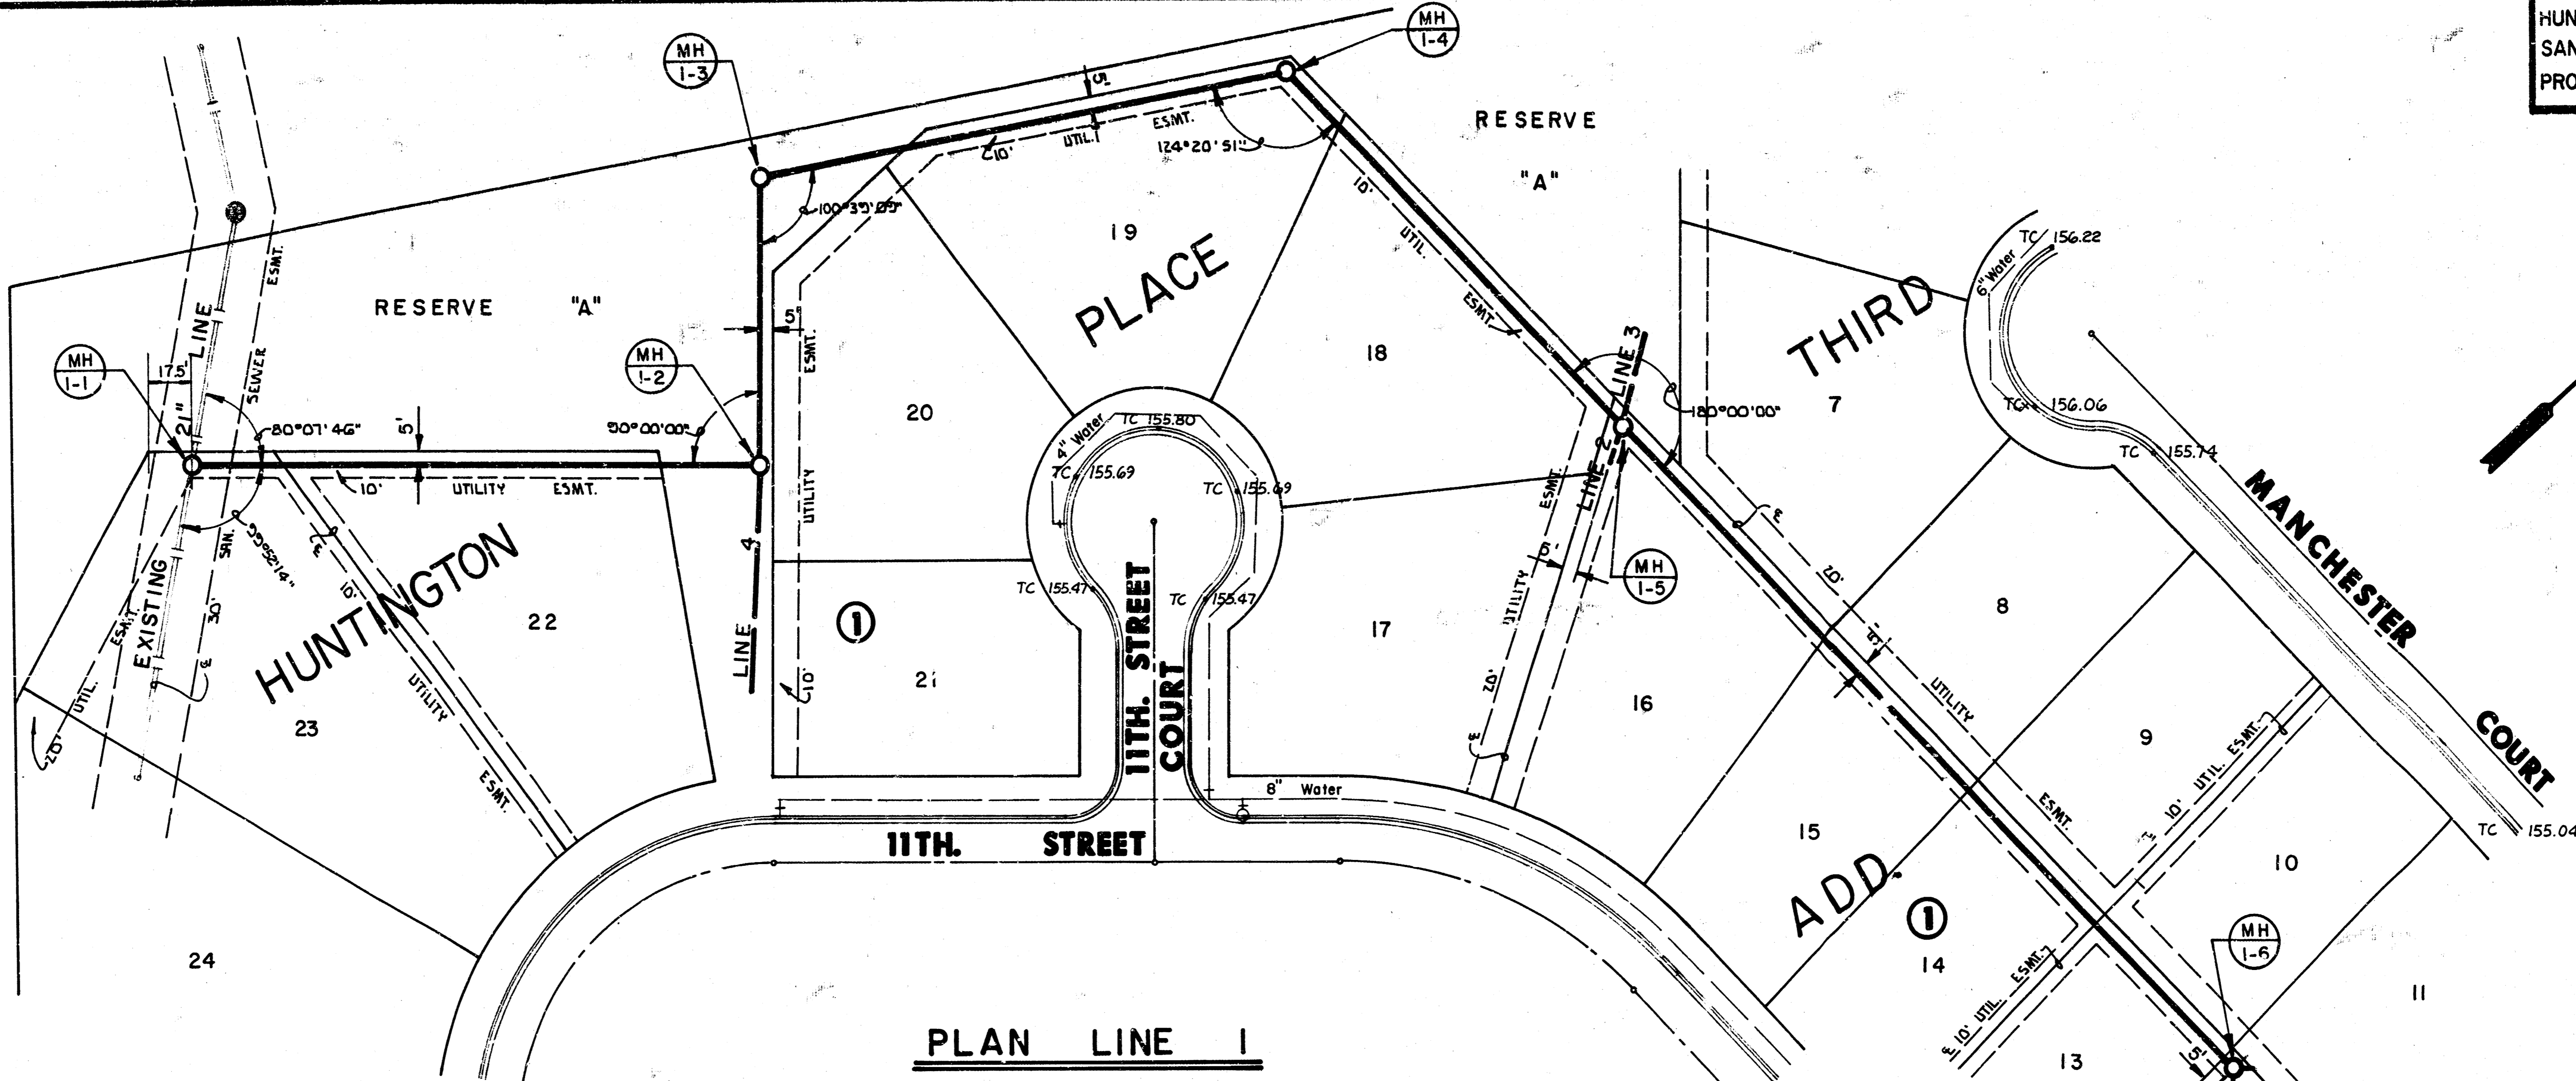 HUN
SAN
PRO
MH
1-4
MH
1-3
5'
ESMT.
UTIL.
10'
124°20'51"
RESERVE
"A"
100°39'09"
10'
UTIL.
ESMT.
19
PLACE
18
RESERVE "A"
ESMT.
SEWER
LINE
21"
17.5'
MH
1-1
MH
1-2
5'
ESMT.
UTILITY
80°07'46"
5'
90°00'00"
10' UTILITY ESMT.
99°52'14"
SAN.
30'
EXISTING
ESMT.
UTIL.
20'
HUNTINGTON
10'
UTILITY
ESMT.
22
23
24
LINE 4
10'
20
21
1
4" Water
TC 155.80
TC 155.69
TC 155.69
TC 155.47
TC 155.47
11TH. STREET
COURT
8" Water
11TH. STREET
17
LINE 3
LINE 2
180°00'00"
ESMT.
UTILITY
20'
MH
1-5
16
THIRD
7
TC 156.22
6" Water
TC 156.06
TC 155.74
MANCHESTER
COURT
TC 155.04
20'
5'
UTILITY
ESMT.
8
9
10' UTIL. ESMT.
10
11
15
ADD.
1
14
10' UTIL. ESMT.
13
MH
1-6
5'
PLAN LINE 1